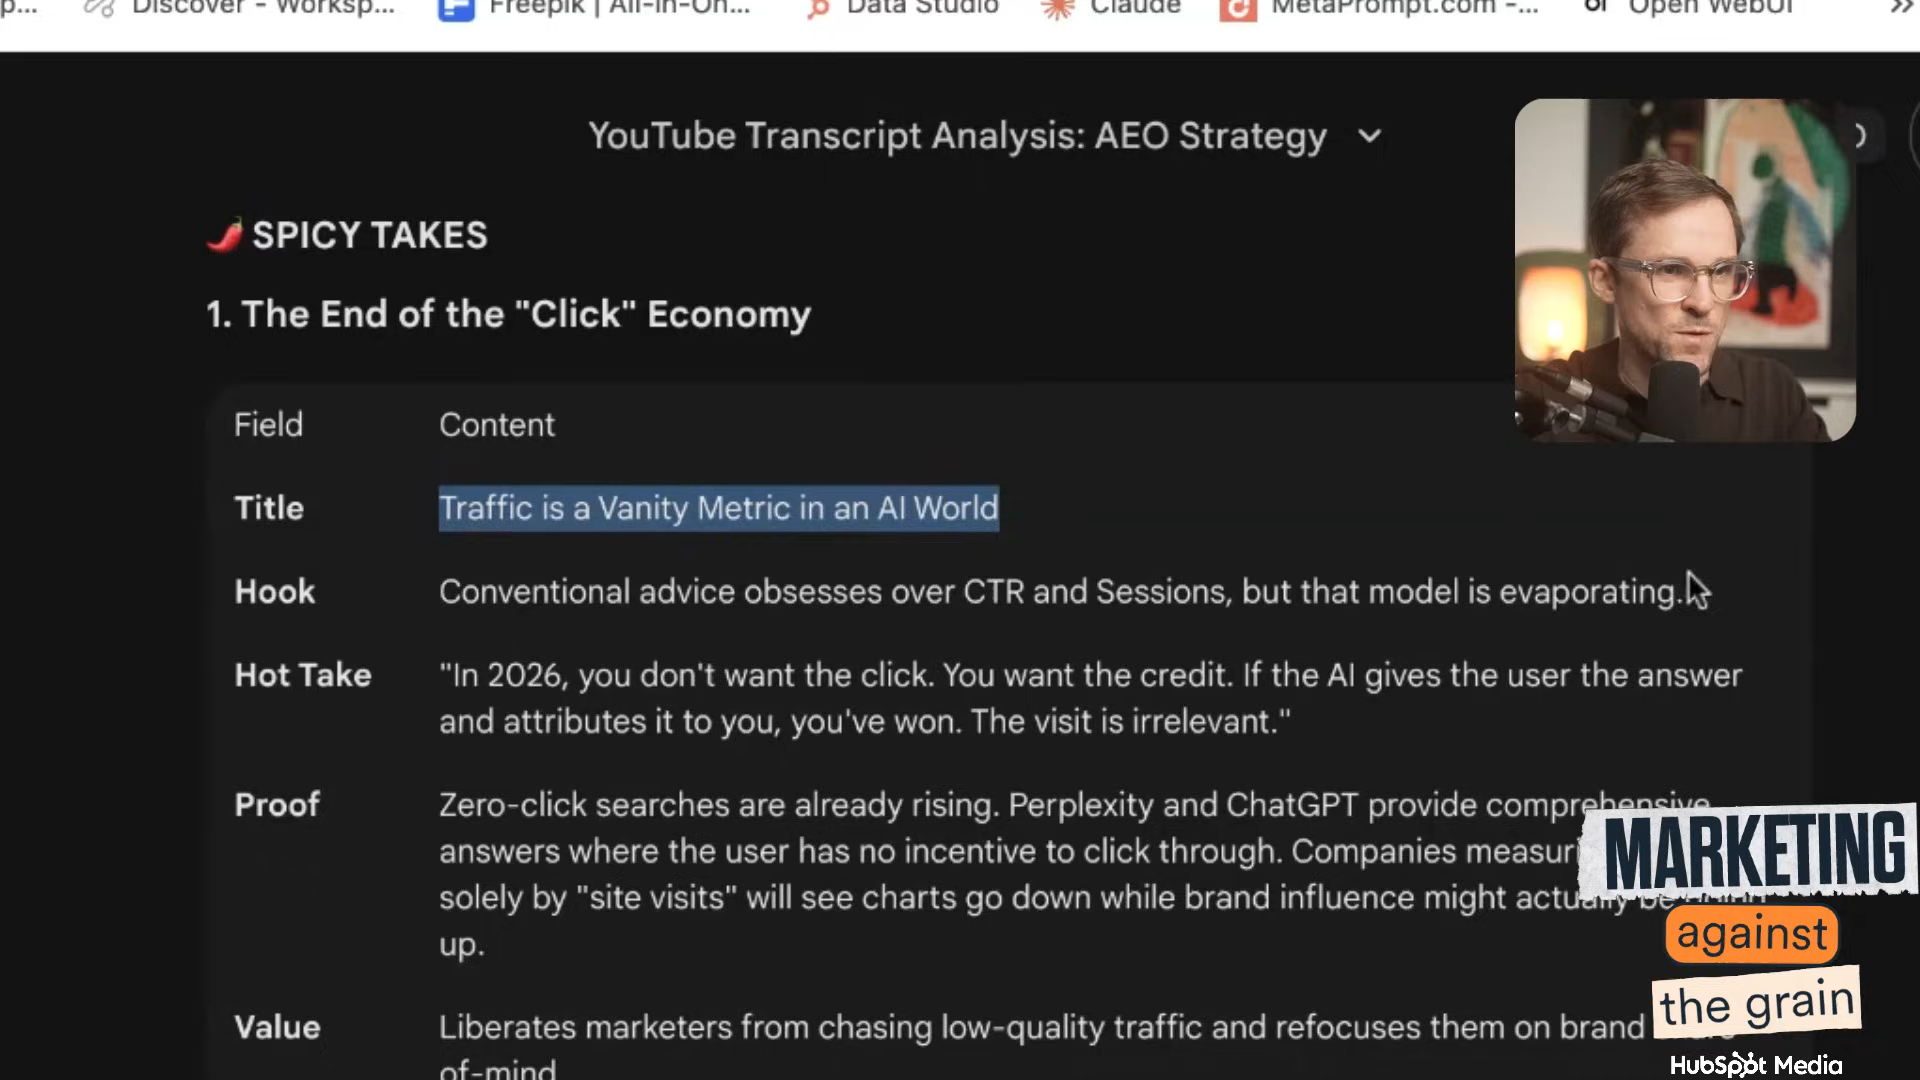 Discover - Worksp...
Freepik | All-in-On...
Data Studio
Claude
MetaPrompt.com -...
Open WebUI
YouTube Transcript Analysis: AEO Strategy
🌶️ SPICY TAKES
1. The End of the "Click" Economy
Field Content
Title Traffic is a Vanity Metric in an AI World
Hook Conventional advice obsesses over CTR and Sessions, but that model is evaporating.
Hot Take "In 2026, you don't want the click. You want the credit. If the AI gives the user the answer
and attributes it to you, you've won. The visit is irrelevant."
Proof Zero-click searches are already rising. Perplexity and ChatGPT provide comprehensive
answers where the user has no incentive to click through. Companies
solely by "site visits" will see charts go down while brand influence might actually be going
up.
Value Liberates marketers from chasing low-quality traffic and refocuses them on brand
of-mind
MARKETING
against
the grain
HubSpot Media